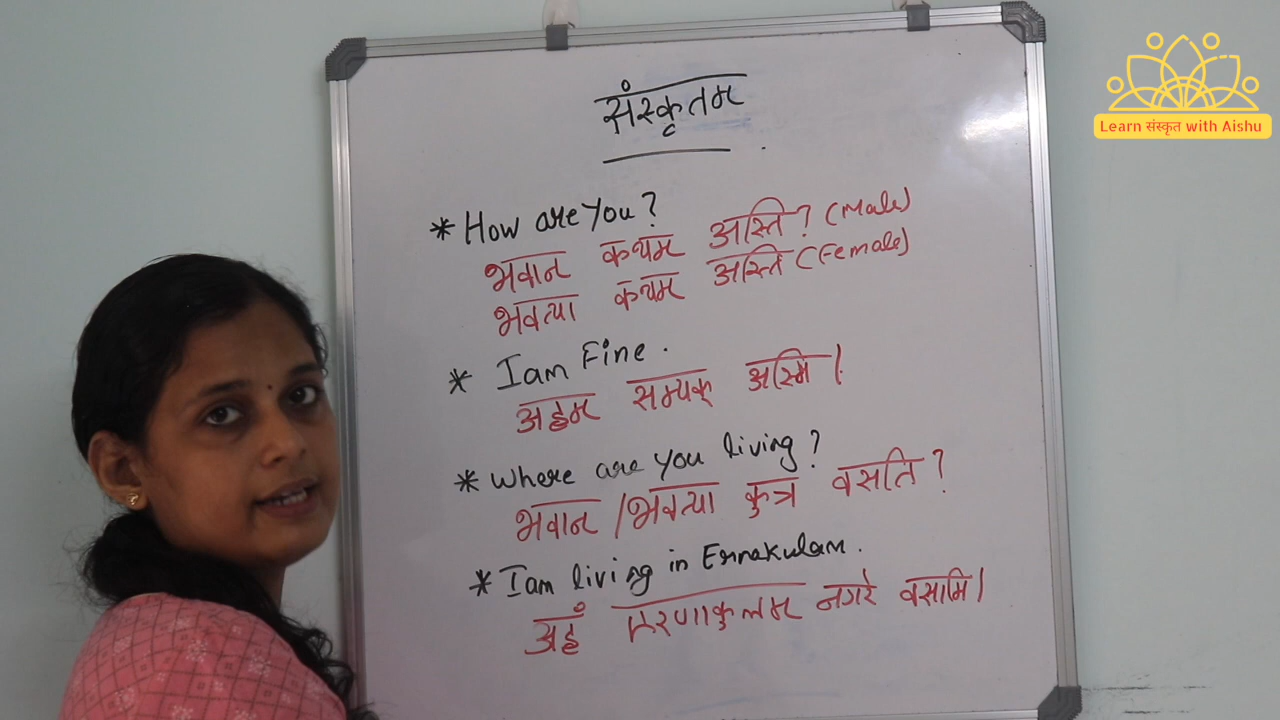 संस्कृतम
* How are You?
भवान कथम अस्ति? (Male)
भवत्या कथम अस्ति (Female)
* I am Fine.
अहम सम्यक् अस्मि।
* Where are you living?
भवान / भवत्या कुत्र वसति?
* I am living in Ernakulam.
अहं एरणाकुलम नगरे वसामि।
Learn संस्कृत with Aishu